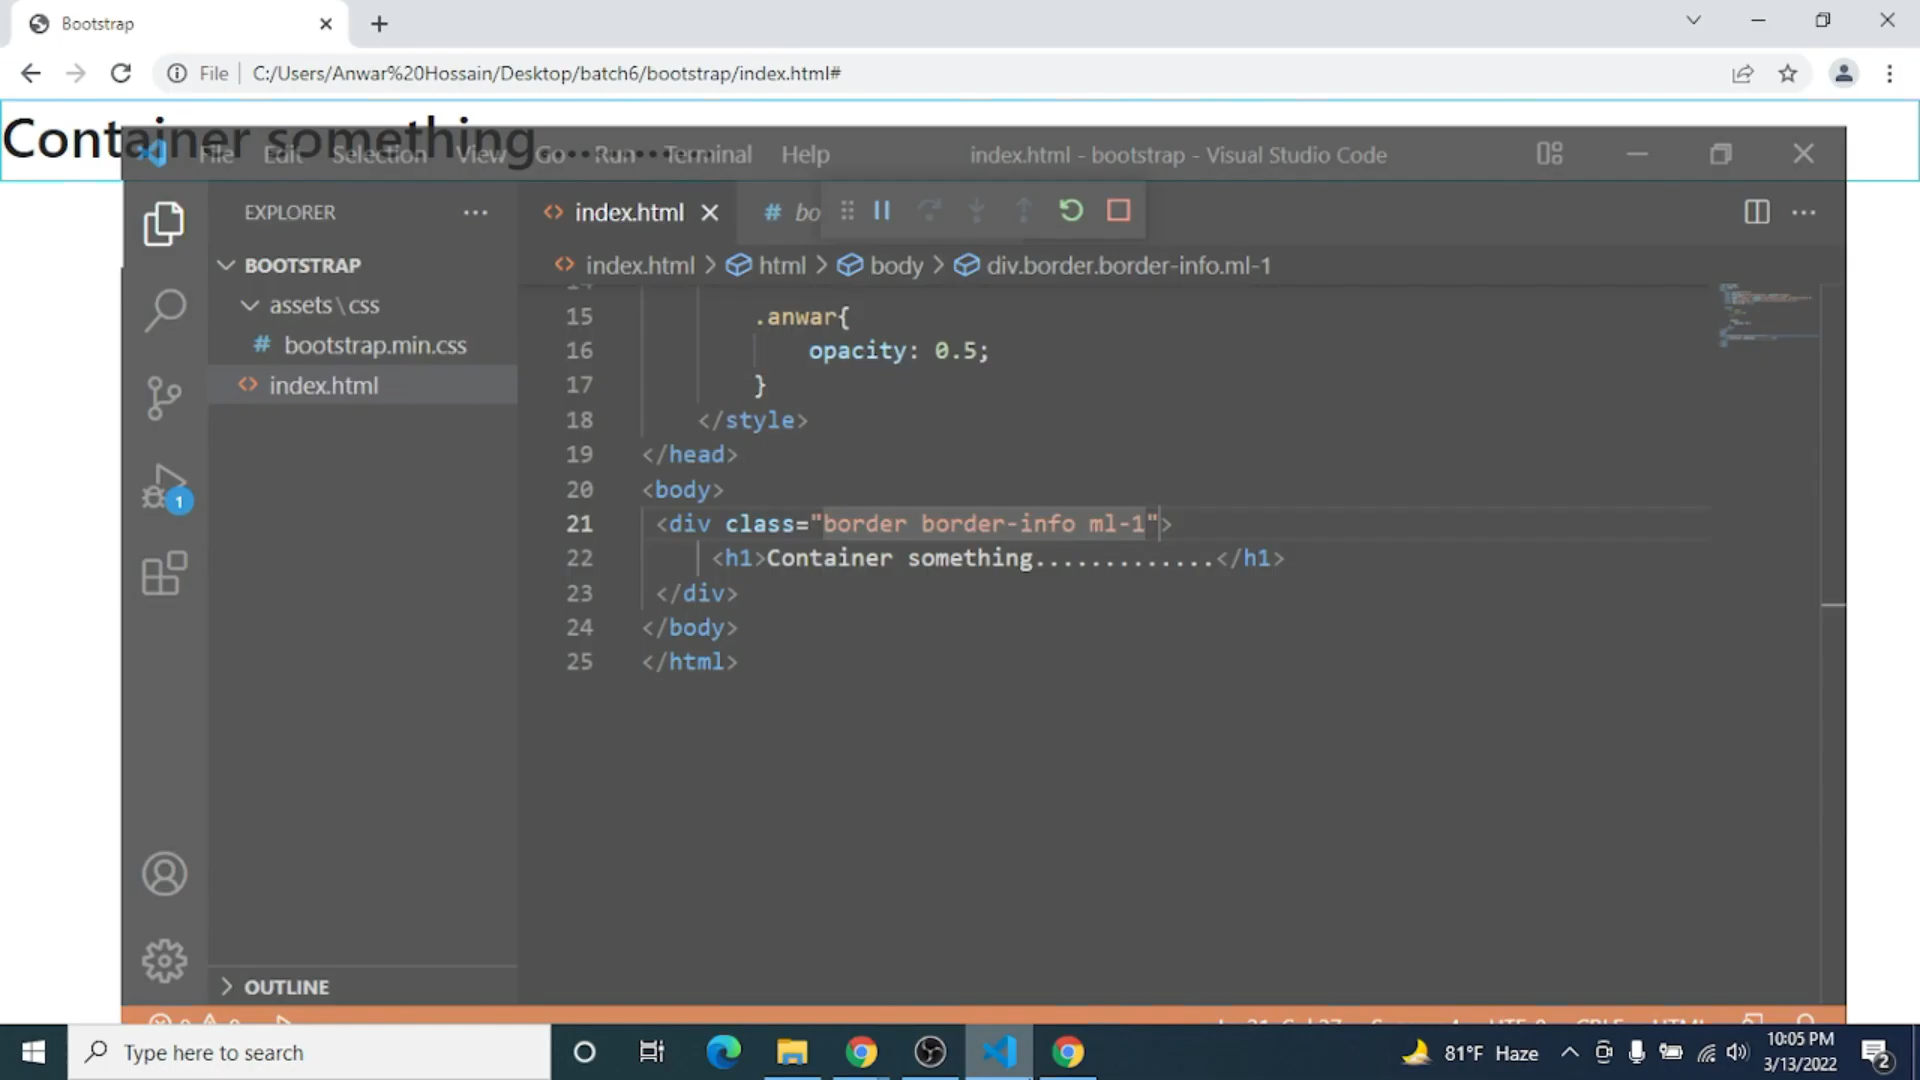 Bootstrap
File
C:/Users/Anwar%20Hossain/Desktop/batch6/bootstrap/index.html#
Container something
File Edit Selection View Go Run Terminal Help
index.html - bootstrap - Visual Studio Code
EXPLORER
index.html
# bo
BOOTSTRAP
index.html > html > body > div.border.border-info.ml-1
assets\css
# bootstrap.min.css
index.html
15 .anwar{
16 opacity: 0.5;
17 }
18 </style>
19 </head>
20 <body>
21 <div class="border border-info ml-1">
22 <h1>Container something.............</h1>
23 </div>
24 </body>
25 </html>
1
OUTLINE
Type here to search
81°F Haze
10:05 PM
3/13/2022
2